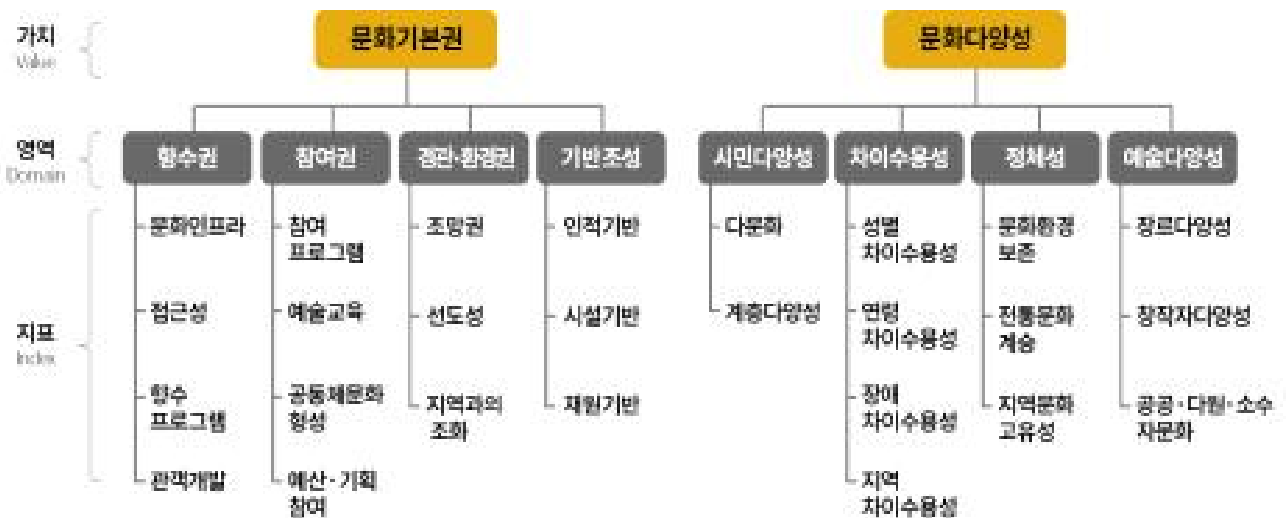 가치
Value
문화기본권
문화다양성
영역
Domain
향수권
참여권
경관·환경권
기반조성
시민다양성
차이수용성
정체성
예술다양성
지표
Index
문화인프라
접근성
향수
프로그램
관객개발
참여
프로그램
예술교육
공동체문화
형성
예산·기획
참여
조망권
선도성
지역과의
조화
인적기반
시설기반
재원기반
다문화
계층다양성
성별
차이수용성
연령
차이수용성
장애
차이수용성
지역
차이수용성
문화환경
보존
전통문화
계승
지역문화
고유성
장르다양성
창작자다양성
공공·다원·소수
자문화